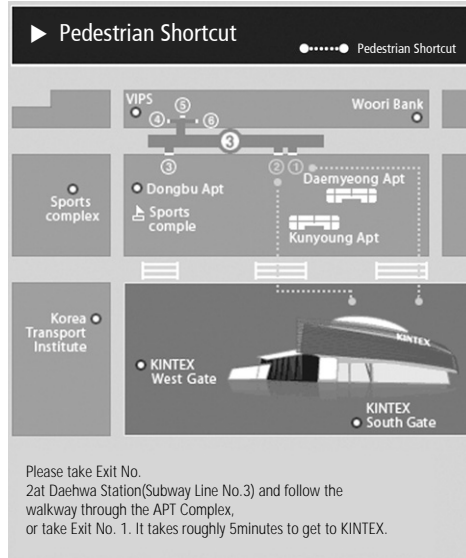 ▶ Pedestrian Shortcut
Pedestrian Shortcut
VIPS
Woori Bank
④ ⑤ ⑥
3
③ ② ①
Sports
complex
Dongbu Apt
Sports
comple
Daemyeong Apt
Kunyoung Apt
Korea
Transport
Institute
KINTEX
West Gate
KINTEX
KINTEX
South Gate
Please take Exit No.
2at Daehwa Station(Subway Line No.3) and follow the
walkway through the APT Complex,
or take Exit No. 1. It takes roughly 5minutes to get to KINTEX.